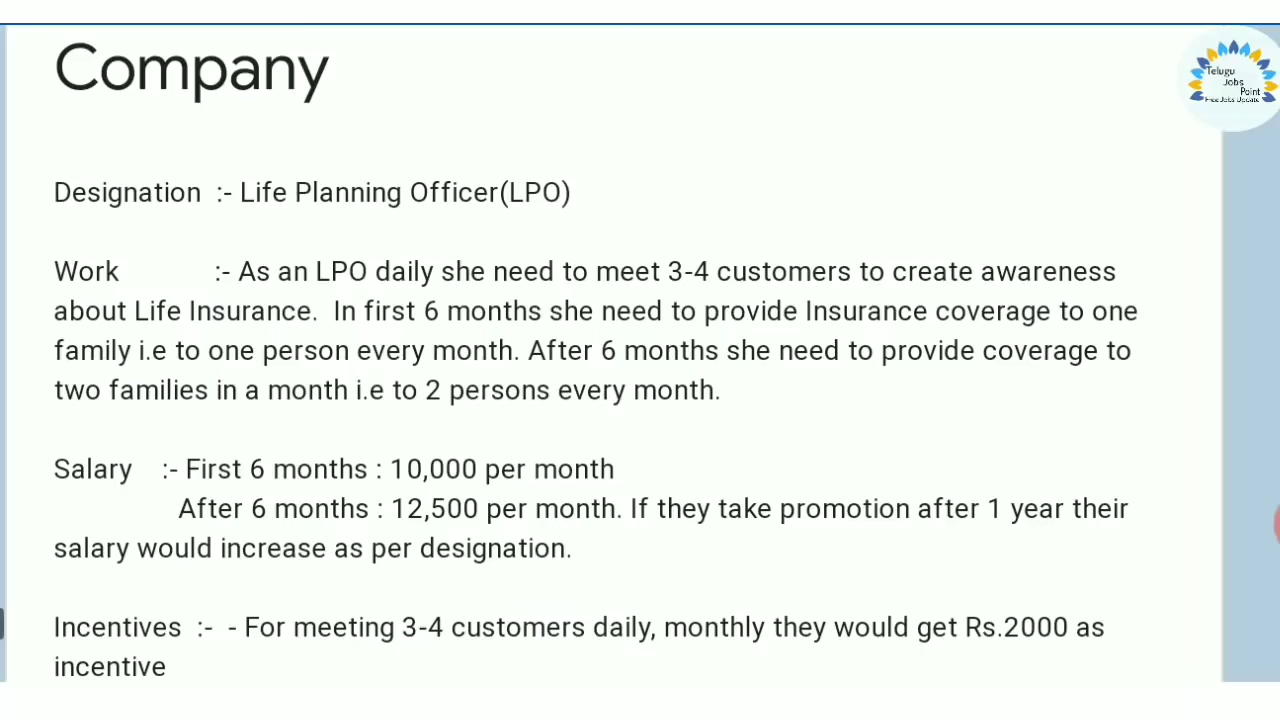 Company
Telugu
Jobs
Point
Free Jobs Update
Designation :- Life Planning Officer(LPO)
Work :- As an LPO daily she need to meet 3-4 customers to create awareness
about Life Insurance. In first 6 months she need to provide Insurance coverage to one
family i.e to one person every month. After 6 months she need to provide coverage to
two families in a month i.e to 2 persons every month.
Salary :- First 6 months : 10,000 per month
After 6 months : 12,500 per month. If they take promotion after 1 year their
salary would increase as per designation.
Incentives :- - For meeting 3-4 customers daily, monthly they would get Rs.2000 as
incentive